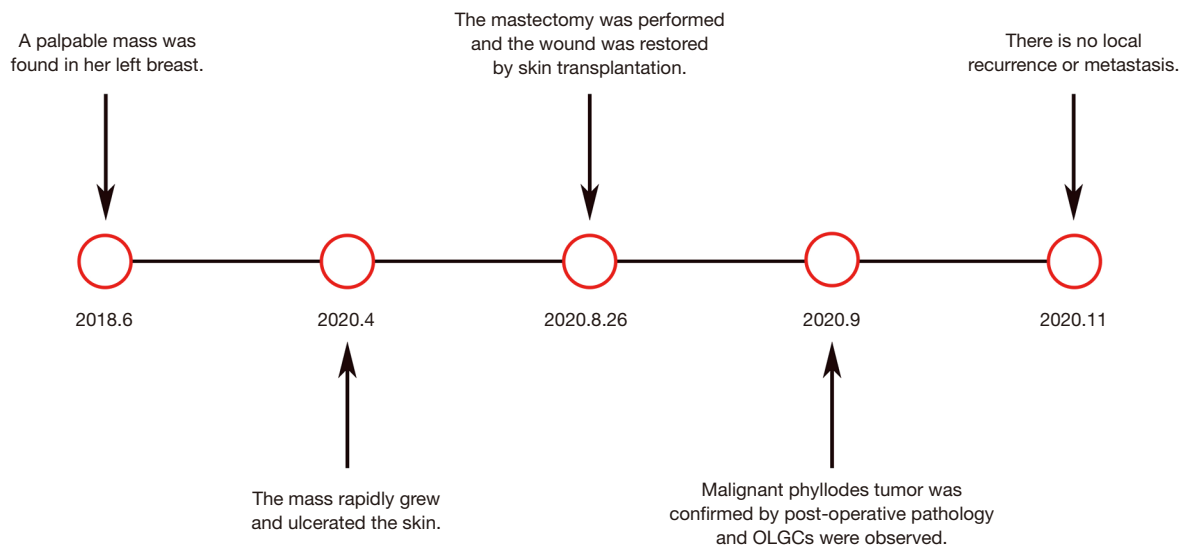 A palpable mass was
found in her left breast.
The mastectomy was performed
and the wound was restored
by skin transplantation.
There is no local
recurrence or metastasis.
2018.6
2020.4
2020.8.26
2020.9
2020.11
The mass rapidly grew
and ulcerated the skin.
Malignant phyllodes tumor was
confirmed by post-operative pathology
and OLGCs were observed.